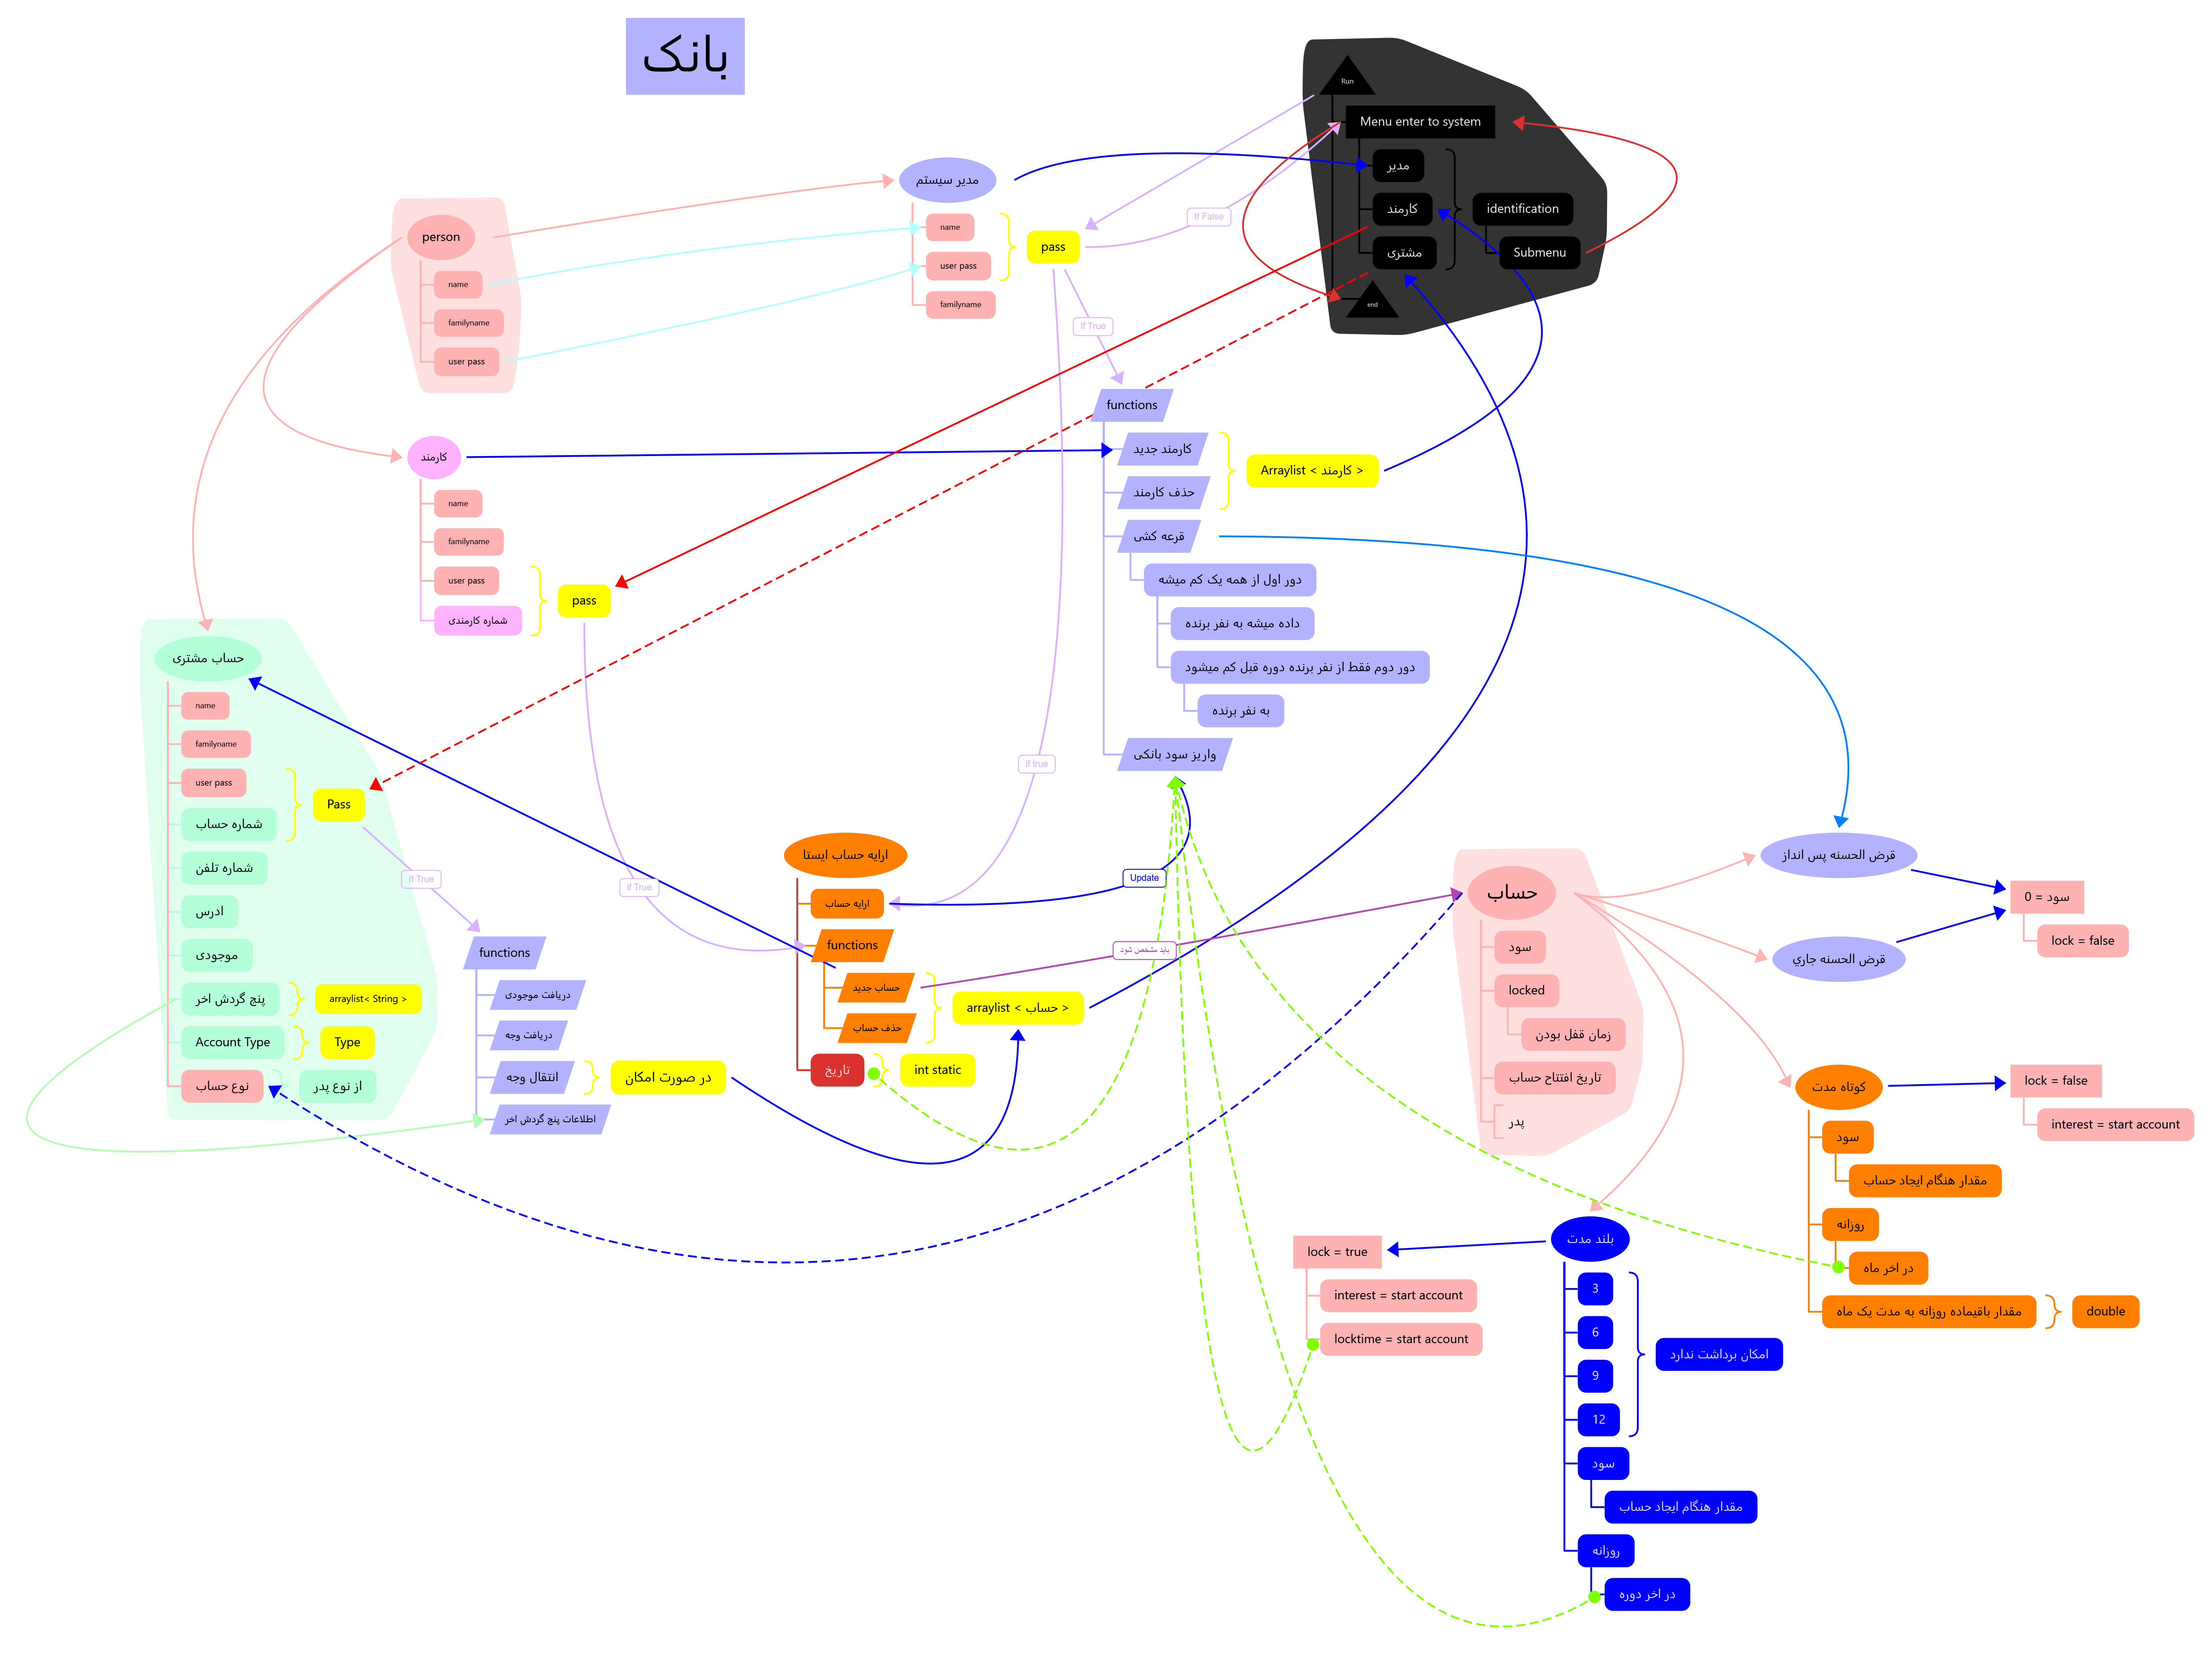 بانک
Run
Menu enter to system
مدیر
کارمند
مشتری
identification
Submenu
end
مدیر سیستم
name
user pass
familyname
pass
If False
If True
if true
person
name
familyname
user pass
کارمند
name
familyname
user pass
شماره کارمندی
pass
if True
functions
کارمند جدید
حذف کارمند
Arraylist < کارمند >
قرعه کشی
دور اول از همه یک کم میشه
داده میشه به نفر برنده
دور دوم فقط از نفر برنده دوره قبل کم میشود
به نفر برنده
واریز سود بانکی
حساب مشتری
name
familyname
user pass
شماره حساب
Pass
شماره تلفن
ادرس
موجودی
پنج گردش اخر
arraylist< String >
Account Type
Type
نوع حساب
از نوع پدر
If True
functions
دریافت موجودی
دریافت وجه
انتقال وجه
در صورت امکان
اطلاعات پنج گردش اخر
ارایه حساب ایستا
ارایه حساب
functions
حساب جدید
حذف حساب
arraylist < حساب >
تاریخ
int static
Update
باید مشخص شود
حساب
سود
locked
زمان قفل بودن
تاریخ افتتاح حساب
پدر
قرض الحسنه پس انداز
قرض الحسنه جاري
سود = 0
lock = false
کوتاه مدت
سود
مقدار هنگام ایجاد حساب
روزانه
در اخر ماه
مقدار باقیمانده روزانه به مدت یک ماه
double
lock = false
interest = start account
بلند مدت
3
6
9
12
امکان برداشت ندارد
سود
مقدار هنگام ایجاد حساب
روزانه
در اخر دوره
lock = true
interest = start account
locktime = start account